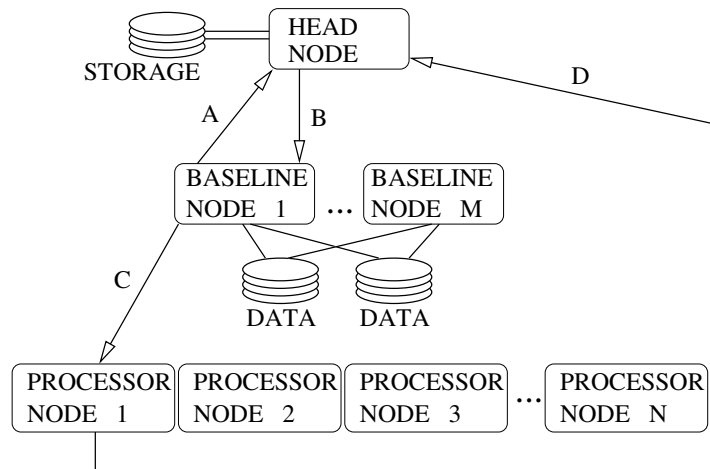 HEAD
NODE
STORAGE
D
A
B
BASELINE
NODE 1
...
BASELINE
NODE M
C
DATA
DATA
PROCESSOR
NODE 1
PROCESSOR
NODE 2
PROCESSOR
NODE 3
...
PROCESSOR
NODE N